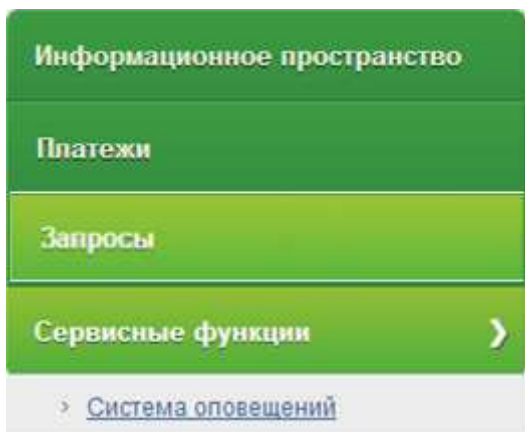 Информационное пространство
Платежи
Запросы
Сервисные функции
Система оповещений